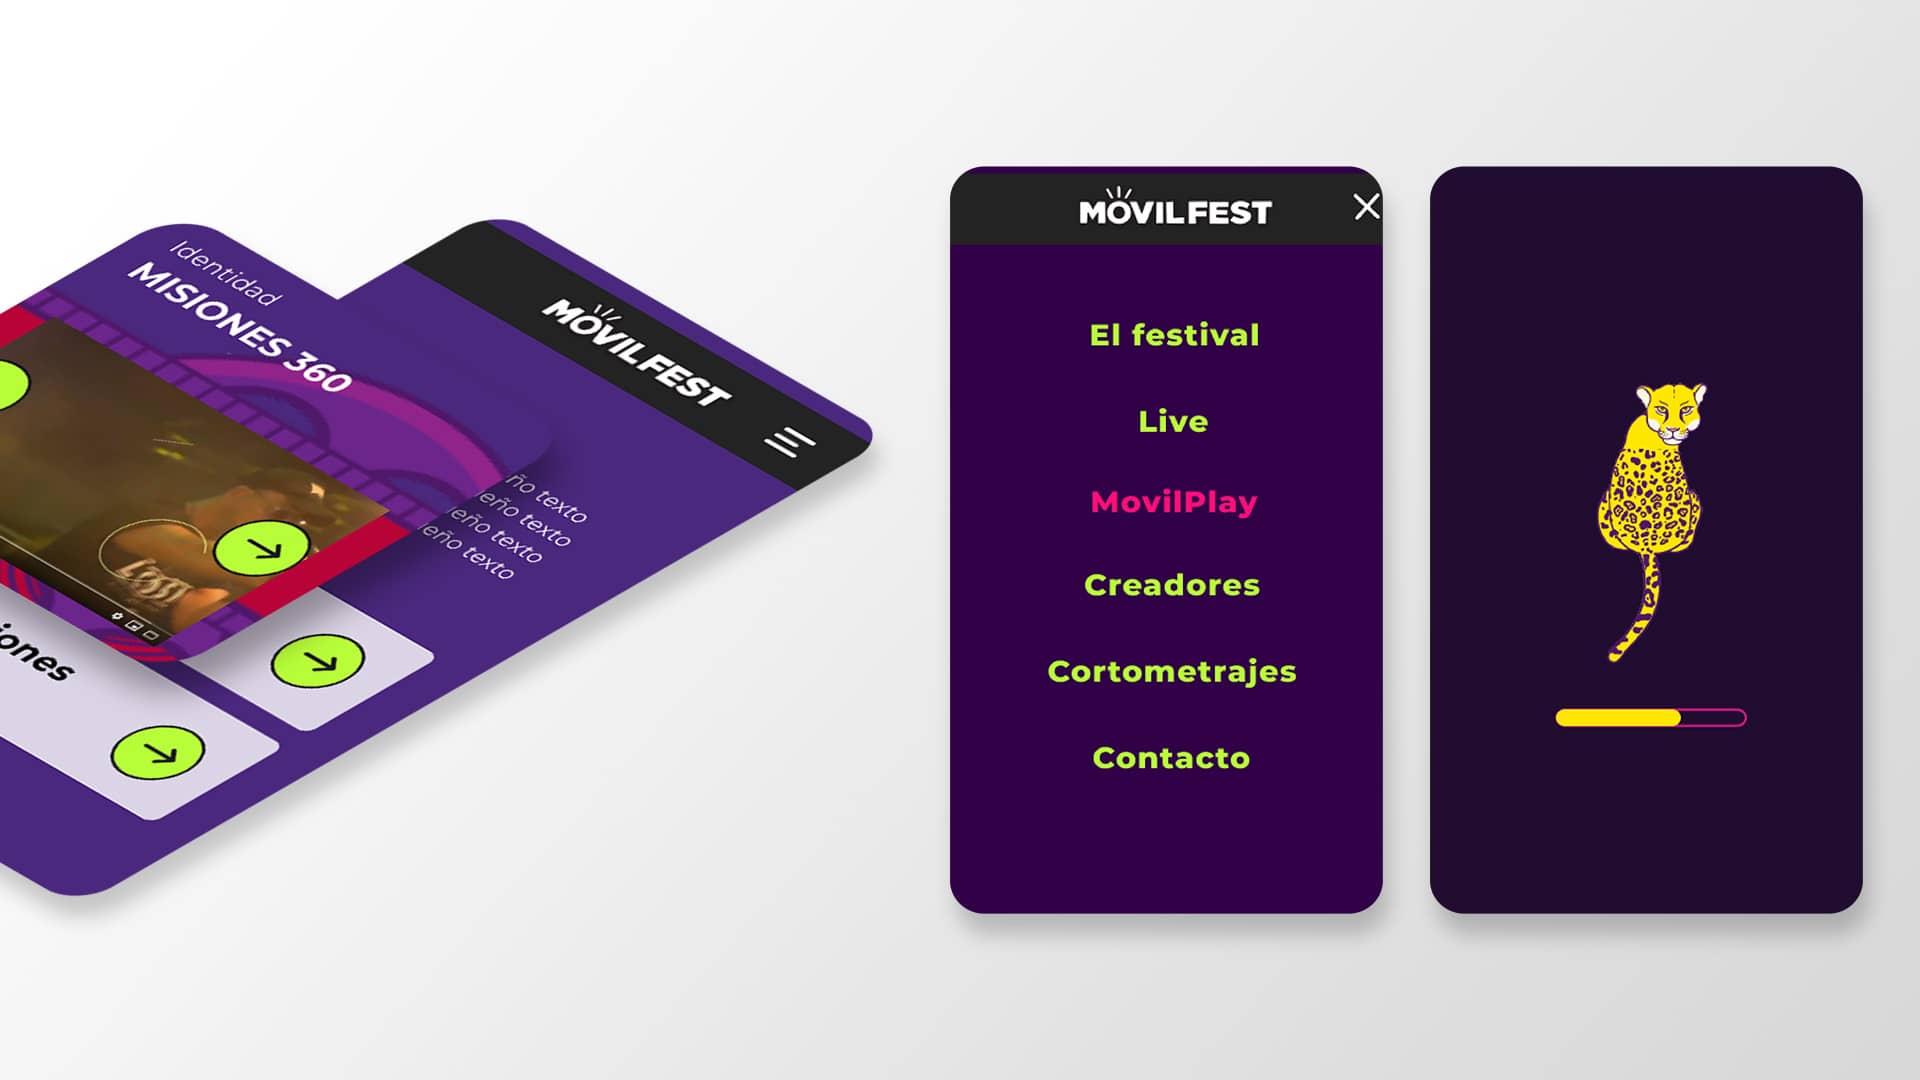 Identidad
MISIONES 360
MOVILFEST
ño texto
eño texto
eño texto
eño texto
iones
MOVILFEST
El festival
Live
MovilPlay
Creadores
Cortometrajes
Contacto